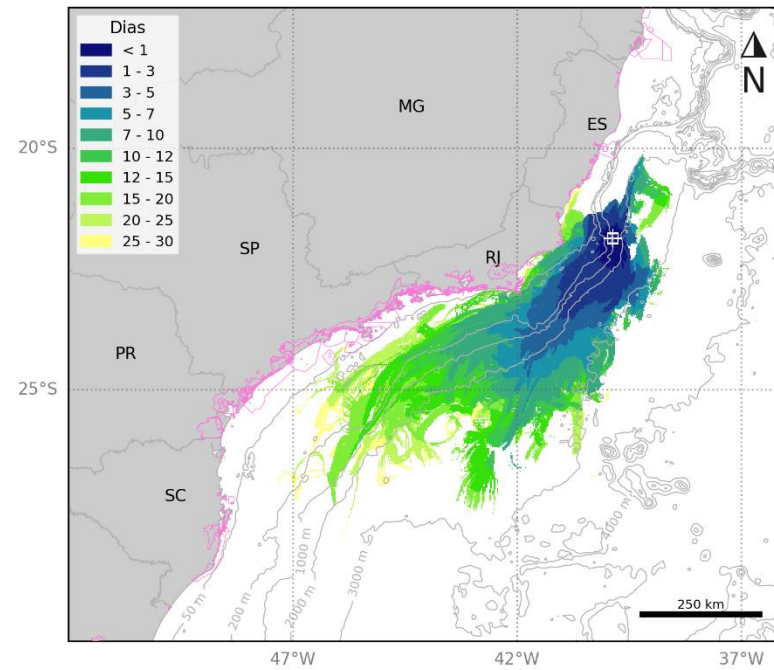 Dias
< 1
1 - 3
3 - 5
5 - 7
7 - 10
10 - 12
12 - 15
15 - 20
20 - 25
25 - 30
N
MG
ES
20°S
SP
RJ
PR
25°S
SC
50 m
200 m
1000 m
2000 m
3000 m
4000 m
250 km
47°W
42°W
37°W